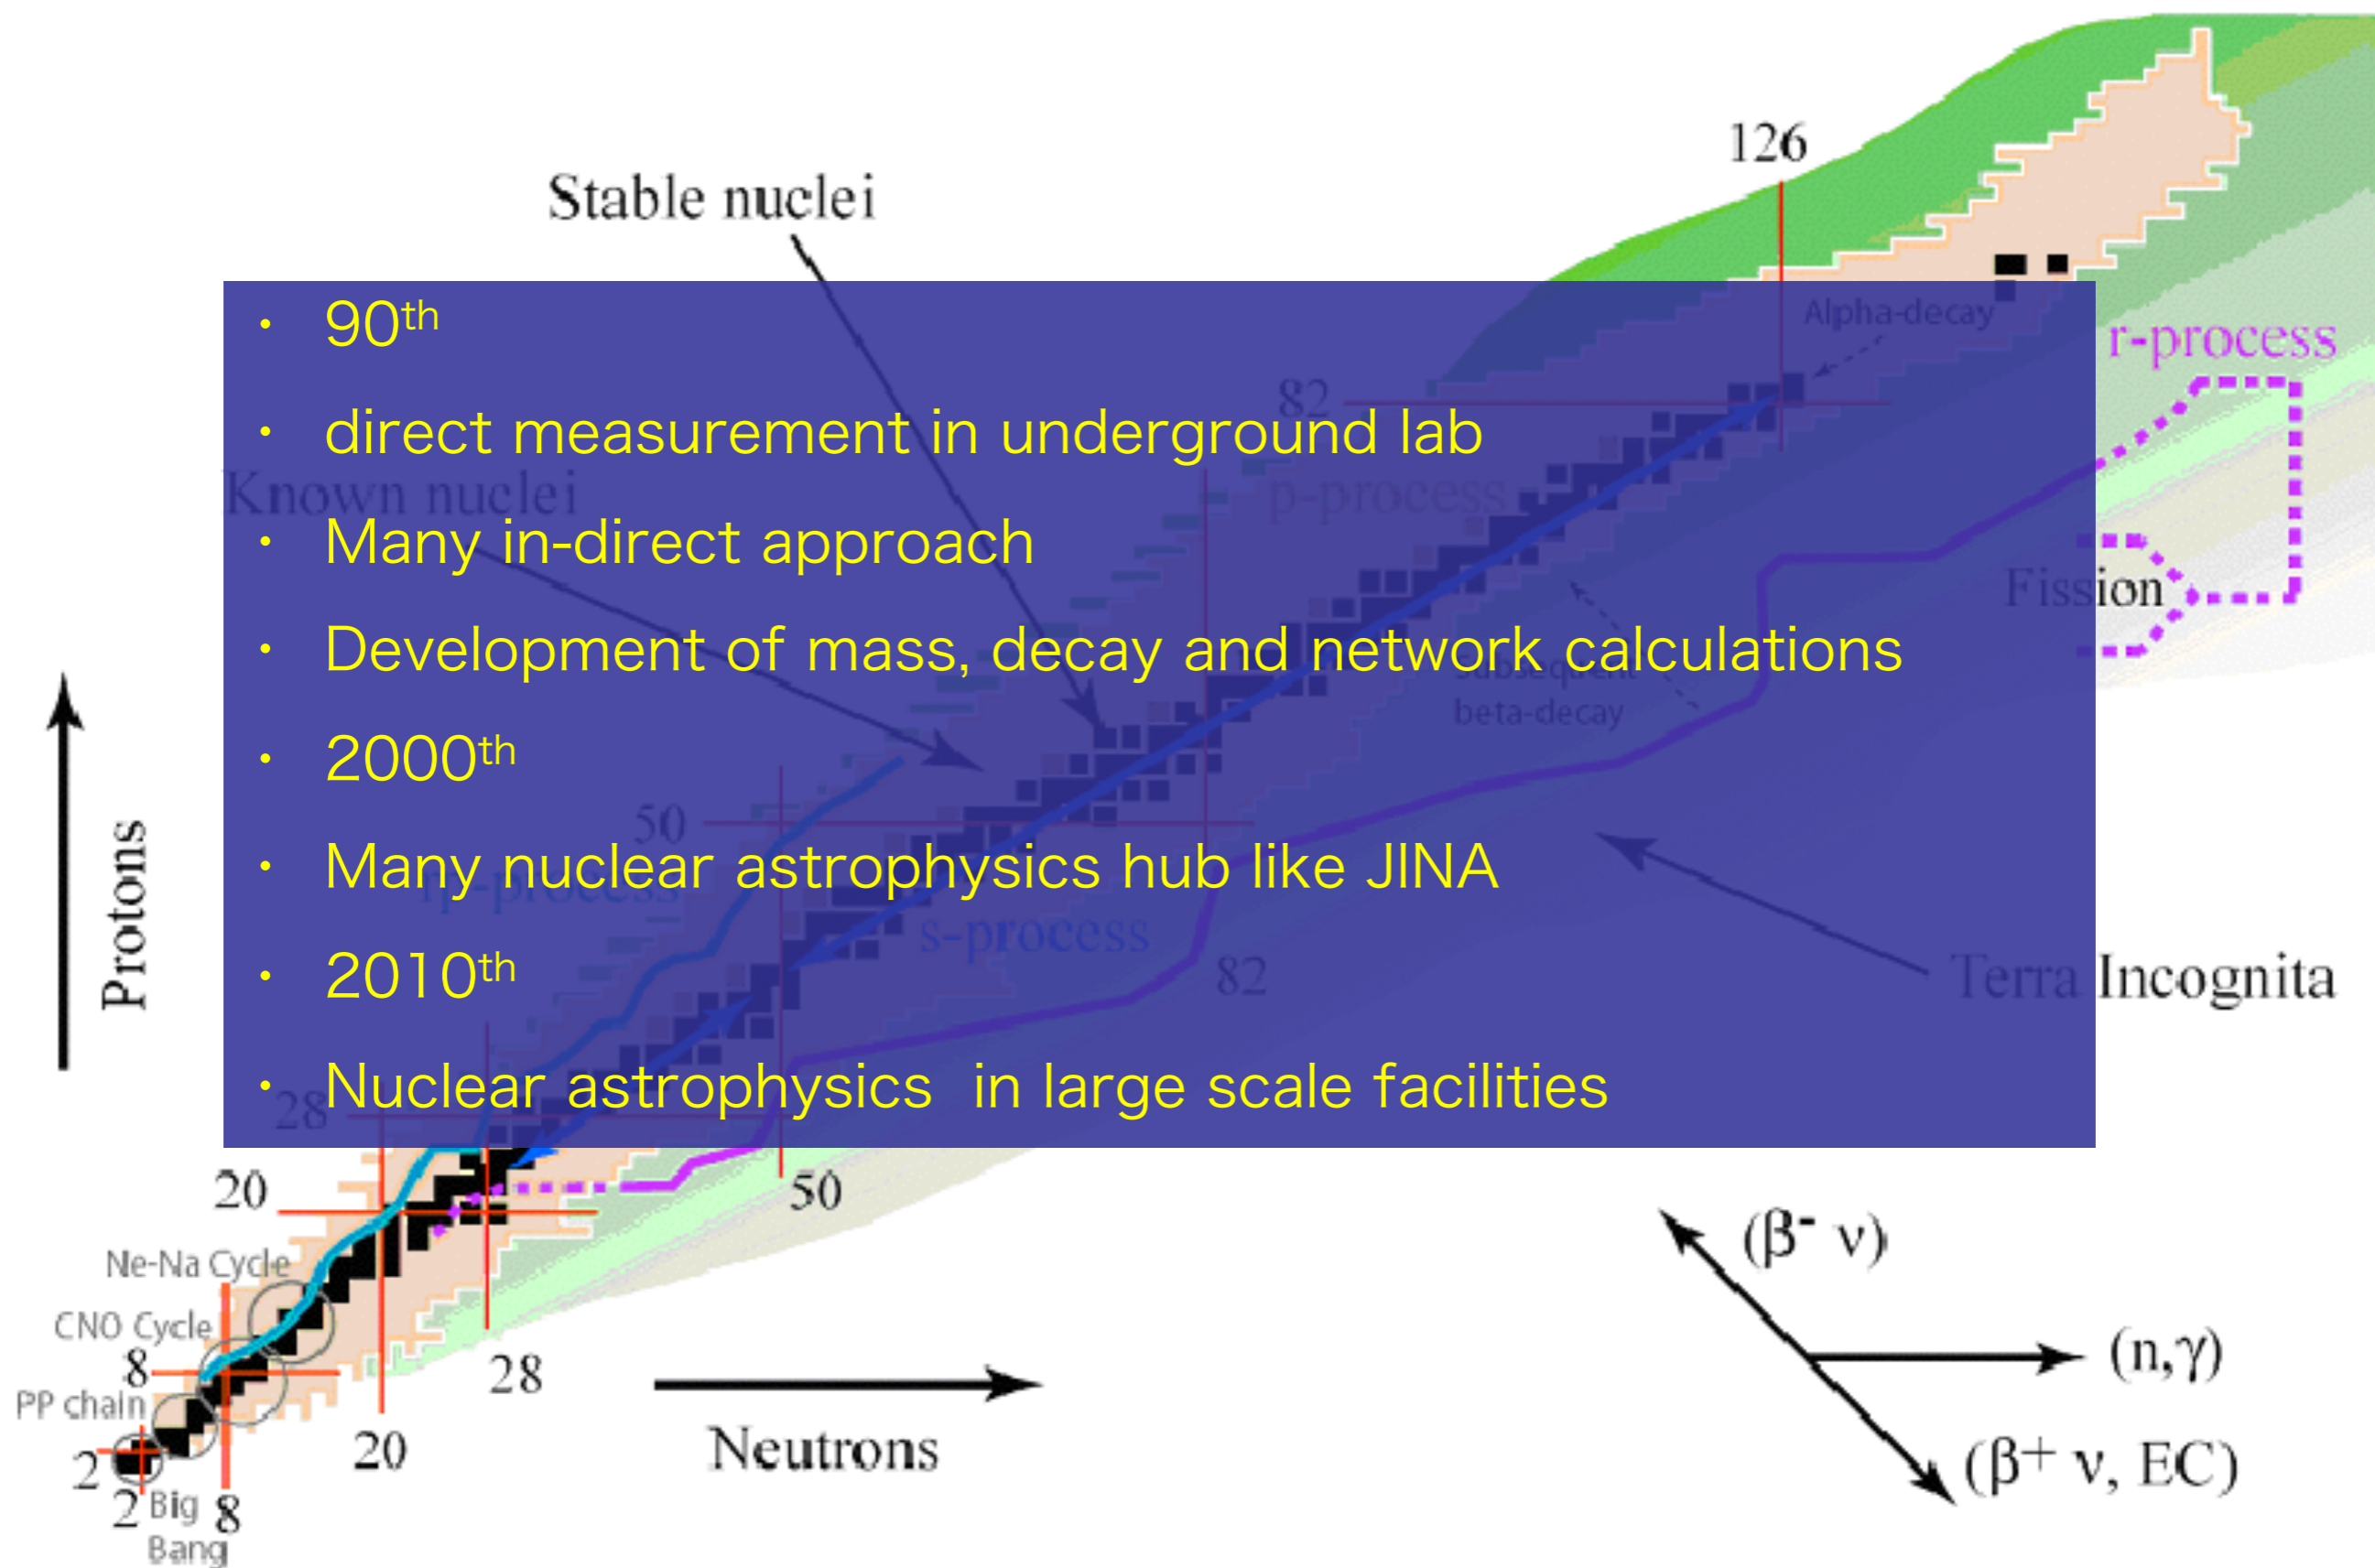 126
Stable nuclei
Alpha-decay
r-process
82
Known nuclei
p-process
• 90th
• direct measurement in underground lab
• Many in-direct approach
• Development of mass, decay and network calculations
• 2000th
• Many nuclear astrophysics hub like JINA
• 2010th
• Nuclear astrophysics in large scale facilities
Fission
Subsequent
beta-decay
50
rp-process
s-process
82
Terra Incognita
Protons
28
20
50
Ne-Na Cycle
CNO Cycle
8
28
PP chain
2
20
Neutrons
2
Big
Bang
8
(β- ν)
(n,γ)
(β+ ν, EC)